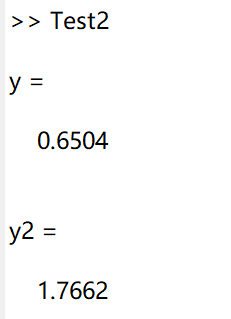 >> Test2
y =
0.6504
y2 =
1.7662